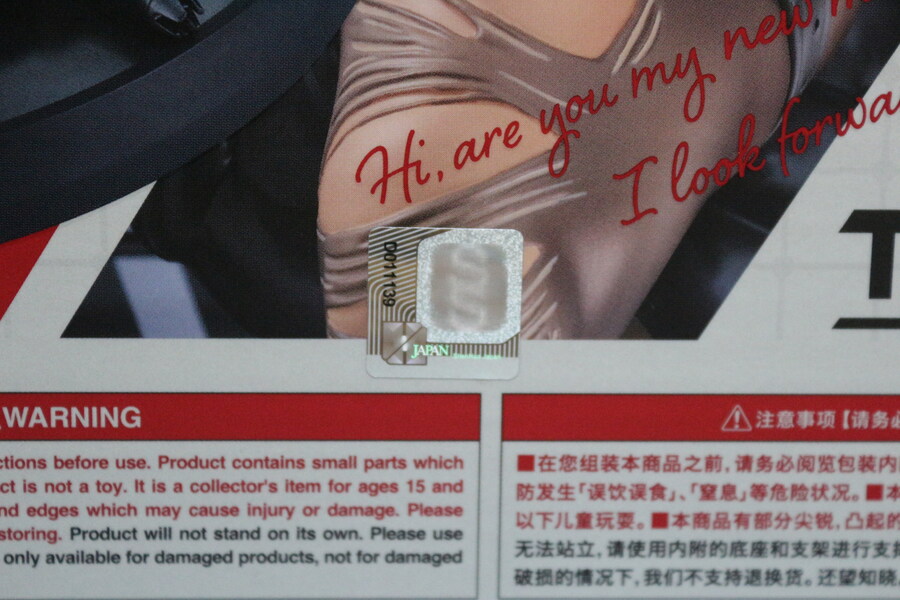 Hi, are you my new
I look forwa
D011139
JAPAN
T
WARNING
ctions before use. Product contains small parts which
ct is not a toy. It is a collector's item for ages 15 and
nd edges which may cause injury or damage. Please
storing. Product will not stand on its own. Please use
only available for damaged products, not for damaged
注意事项【请务必
■在您组装本商品之前,请务必阅览包装内
防发生「误饮误食」、「窒息」等危险状况。■本
以下儿童玩耍。■本商品有部分尖锐,凸起的
无法站立,请使用内附的底座和支架进行支撑
破损的情况下,我们不支持退换货。还望知晓。